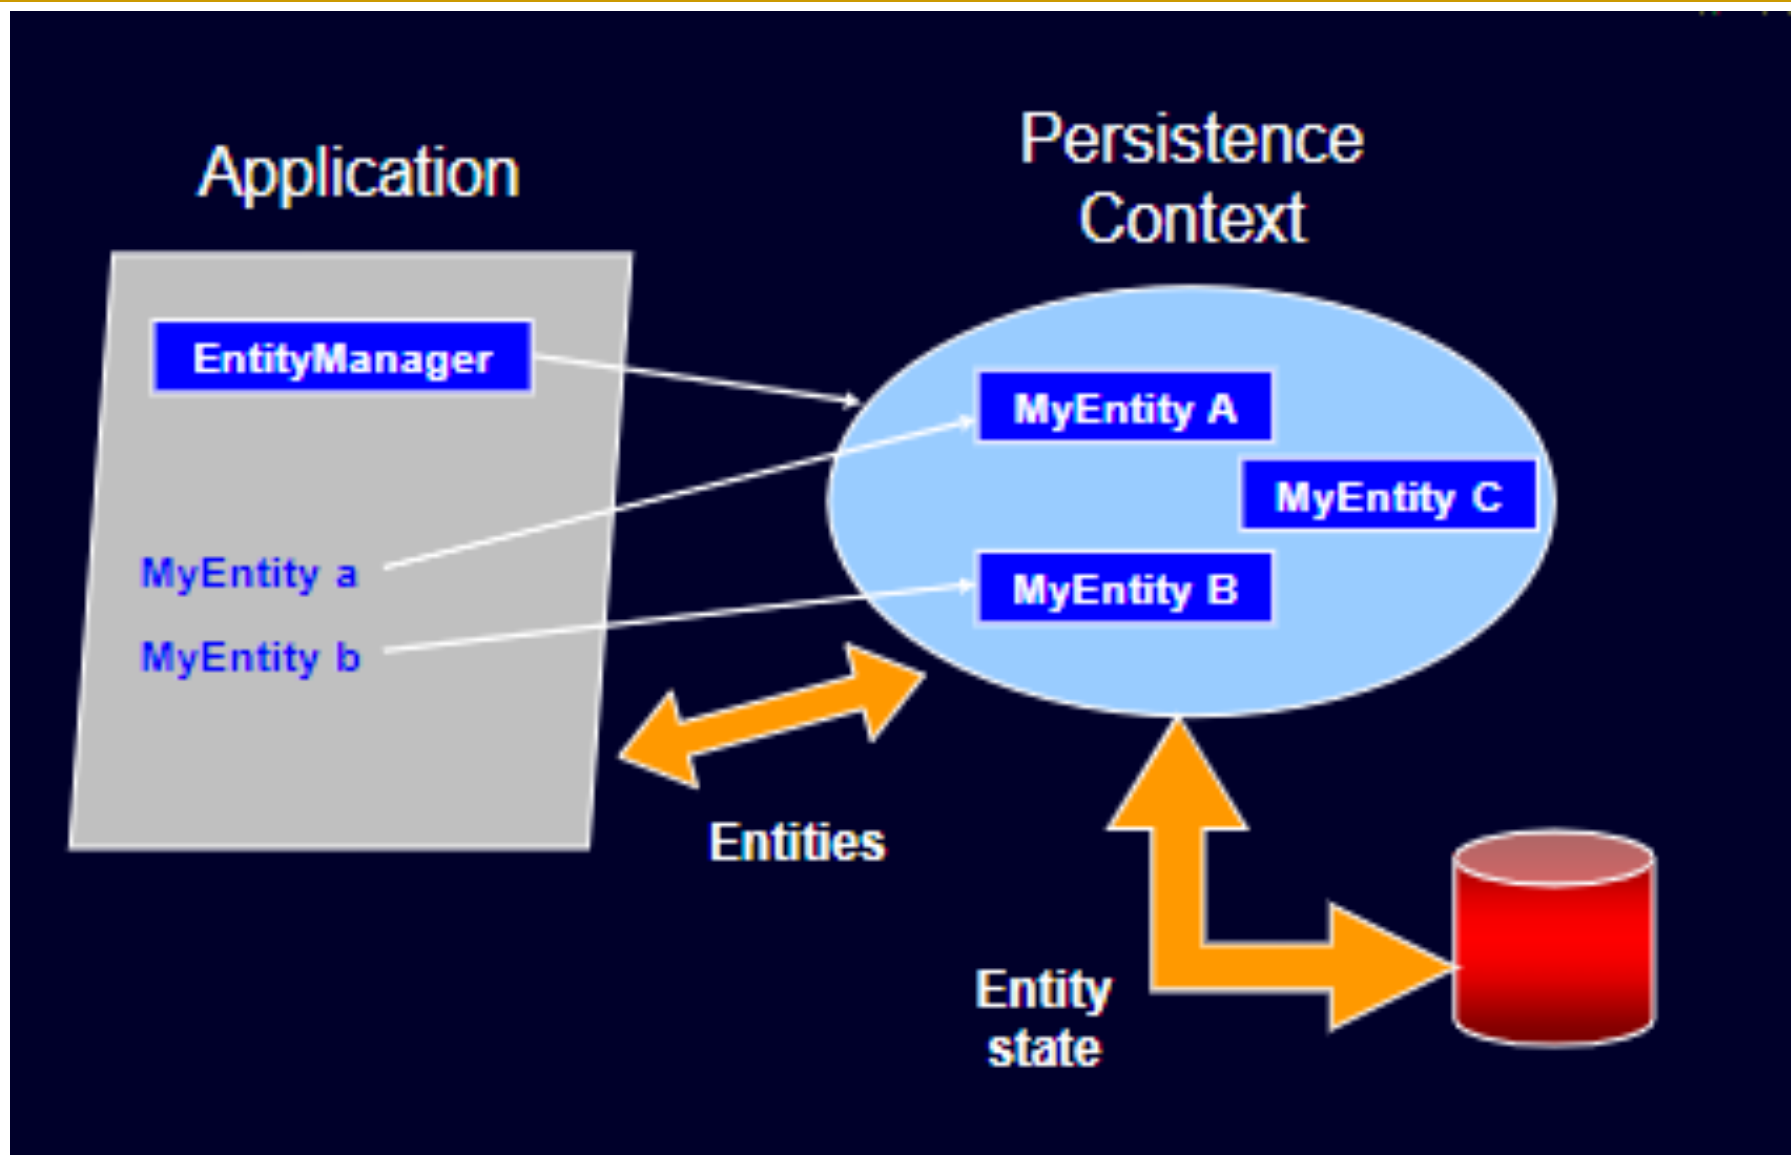 Application
Persistence
Context
EntityManager
MyEntity A
MyEntity C
MyEntity a
MyEntity B
MyEntity b
Entities
Entity
state